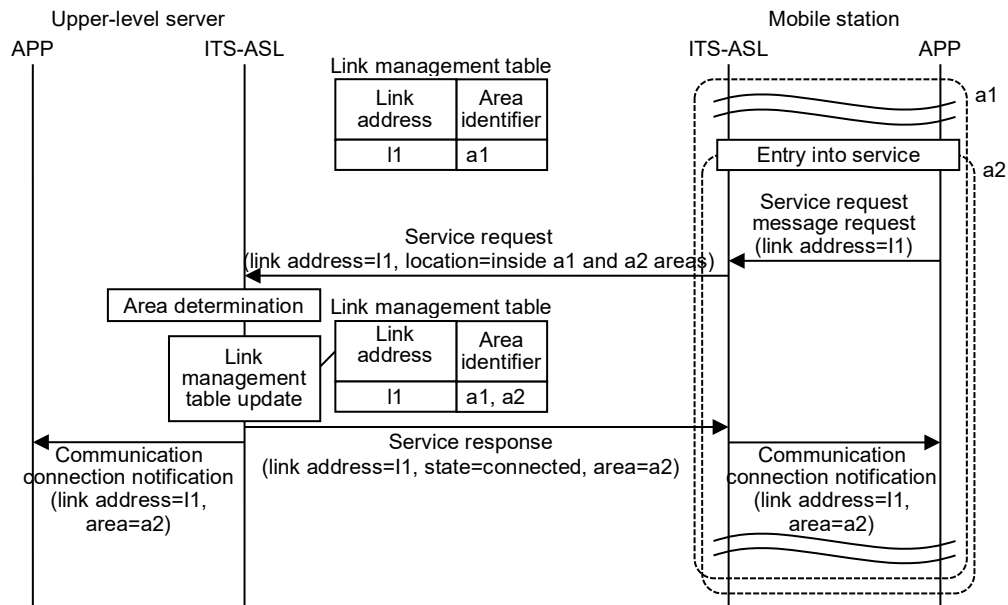 Upper-level server
Mobile station
APP
ITS-ASL
ITS-ASL
APP
Link management table
Link address
Area identifier
l1
a1
a1
Entry into service
a2
Service request
message request
(link address=l1)
Service request
(link address=l1, location=inside a1 and a2 areas)
Area determination
Link management table
Link address
Area identifier
l1
a1, a2
Link
management
table update
Service response
(link address=l1, state=connected, area=a2)
Communication
connection notification
(link address=l1,
area=a2)
Communication
connection notification
(link address=l1,
area=a2)